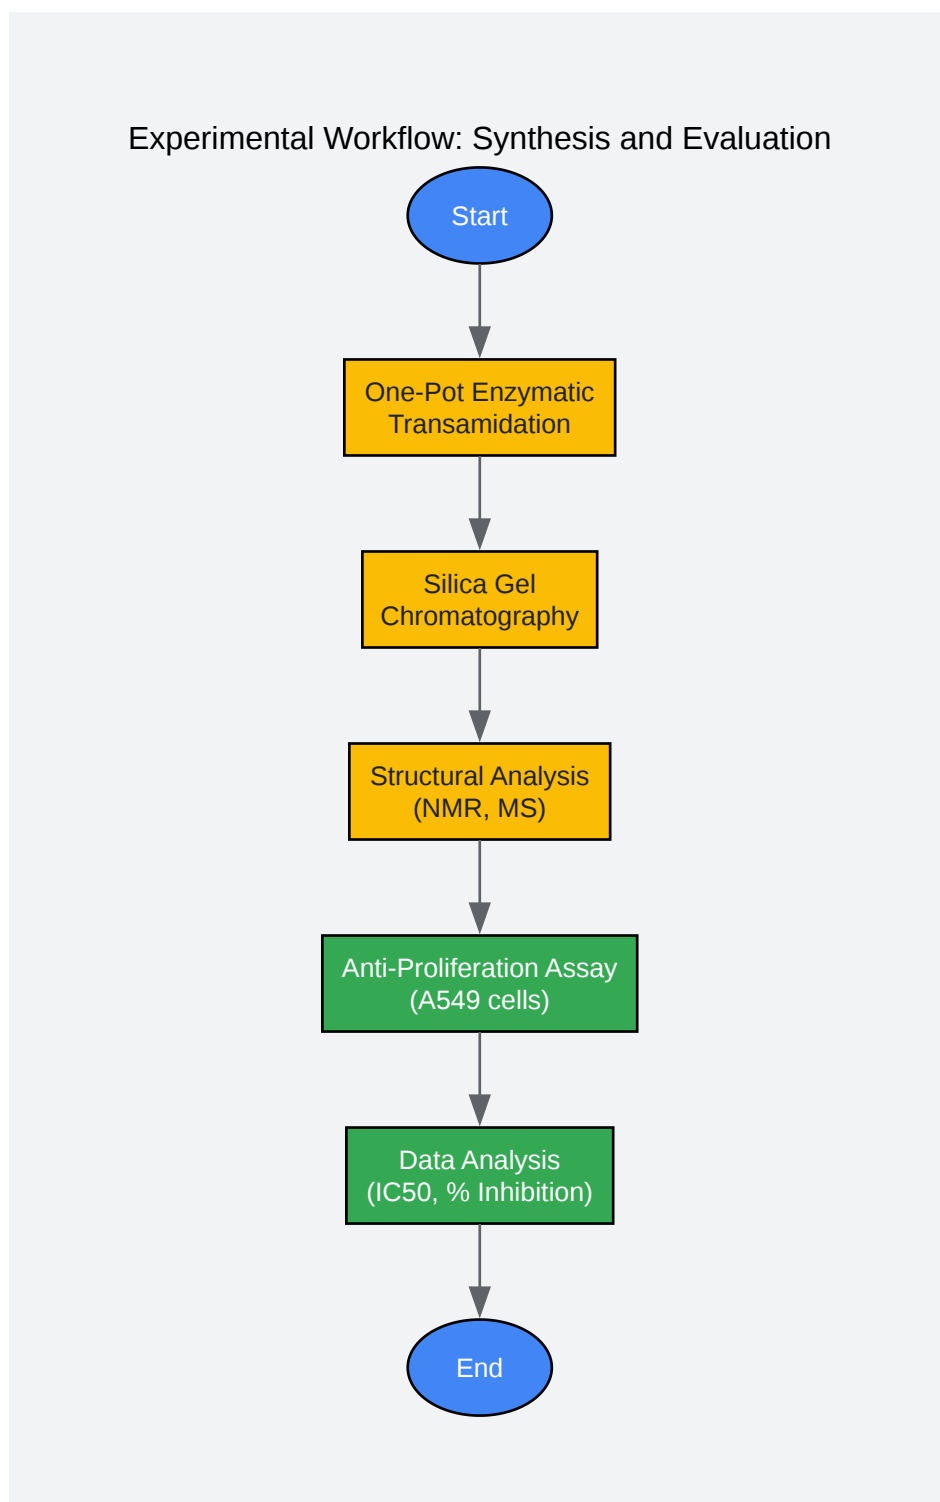 Experimental Workflow: Synthesis and Evaluation
Start
One-Pot Enzymatic
Transamidation
Silica Gel
Chromatography
Structural Analysis
(NMR, MS)
Anti-Proliferation Assay
(A549 cells)
Data Analysis
(IC50, % Inhibition)
End